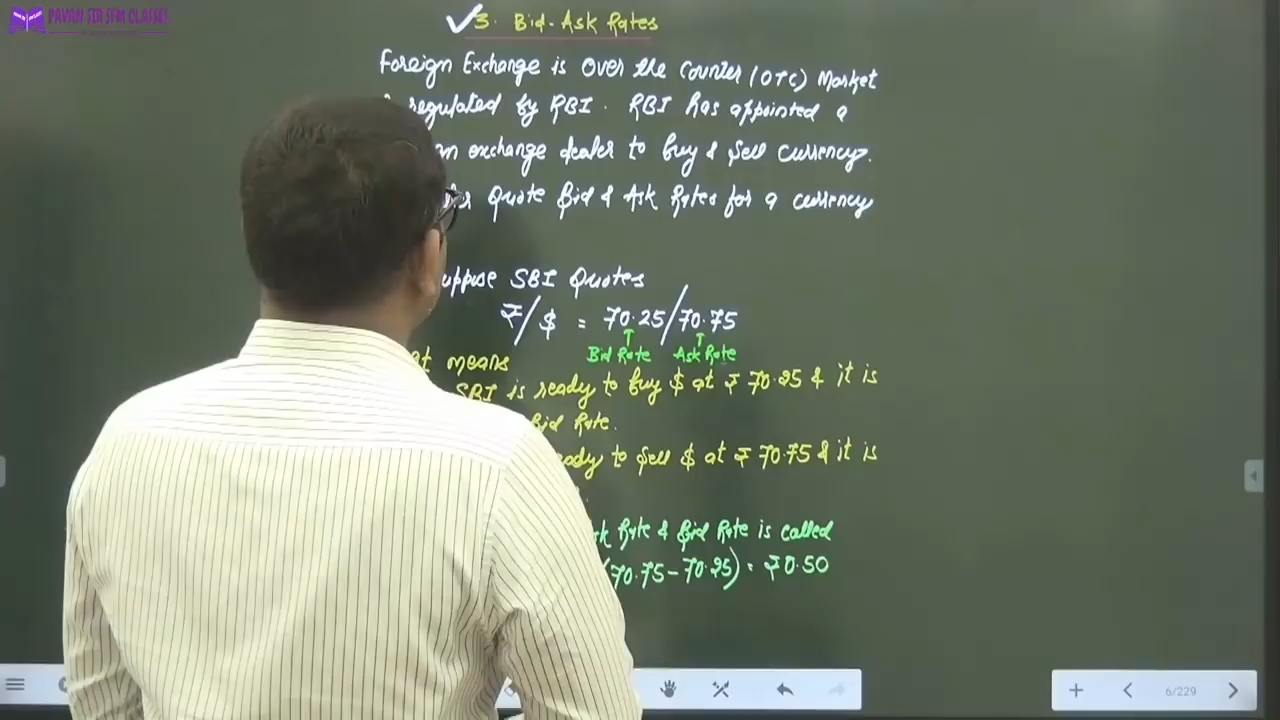 PAVAN SIR SFM CLASSES
3. Bid-Ask Rates
Foreign Exchange is Over the Counter (OTC) Market
regulated by RBI. RBI has appointed a
exchange dealer to buy & Sell currency.
Quote Bid & Ask Rates for a currency
SBI Quotes
₹/$ = 70.25/70.75
Bid Rate Ask Rate
means
SBI is ready to buy $ at ₹ 70.25 & it is
Bid Rate.
to Sell $ at ₹ 70.75 & it is
Rate & Bid Rate is called
(70.75-70.25) = ₹0.50
6/229